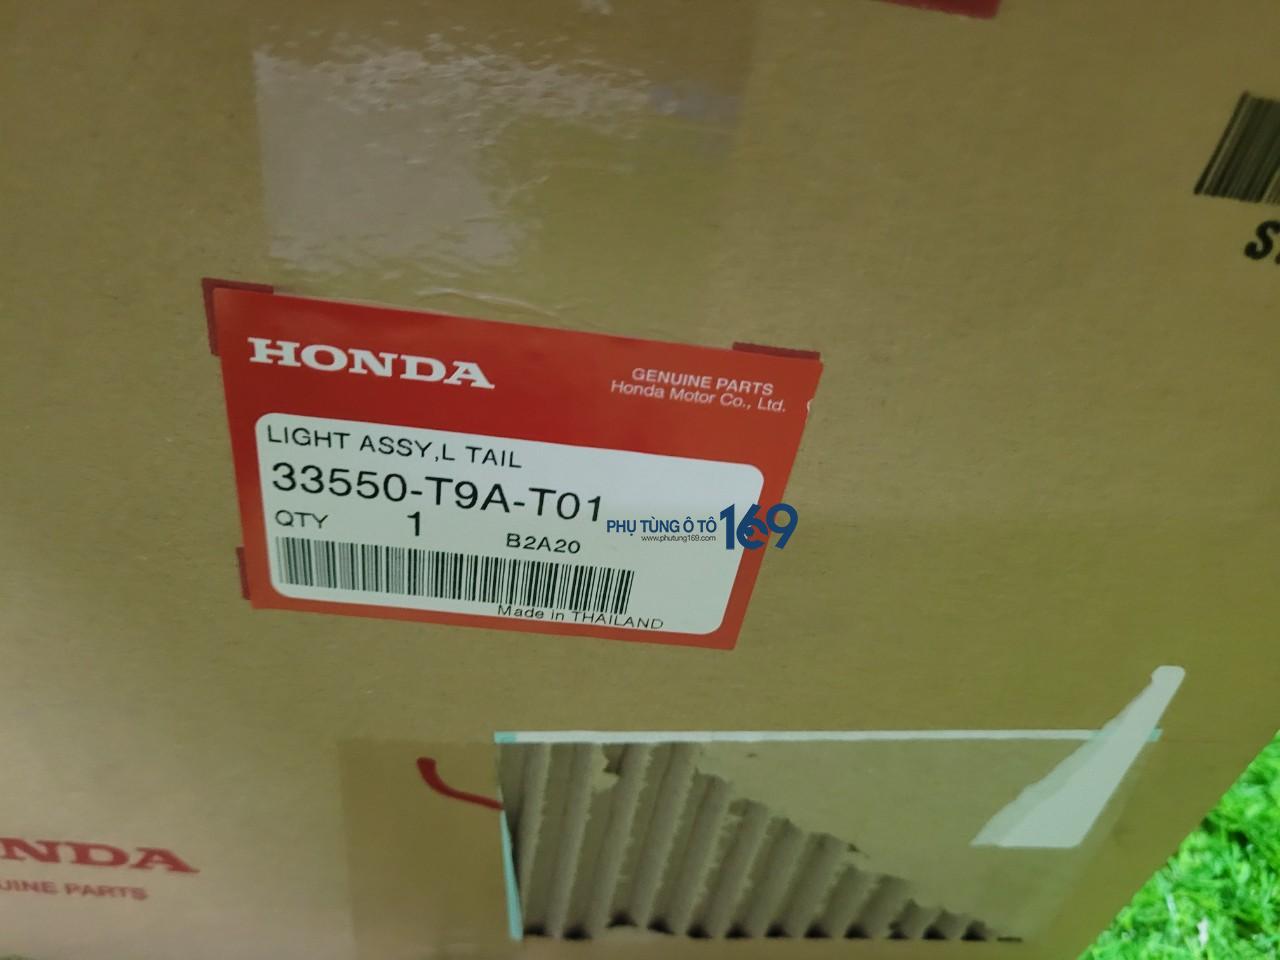 HONDA
GENUINE PARTS
Honda Motor Co., Ltd.
LIGHT ASSY,L TAIL
33550-T9A-T01
QTY 1 B2A20
Made in THAILAND
PHỤ TÙNG Ô TÔ 169
www.phutung169.com
NDA
UINE PARTS